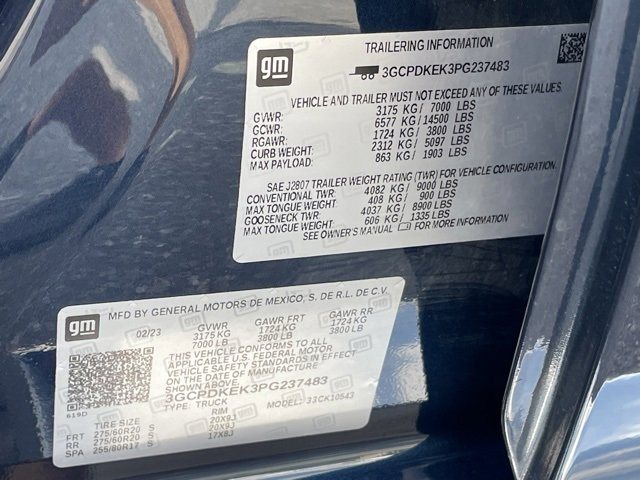 gm
TRAILERING INFORMATION
3GCPDKEK3PG237483
VEHICLE AND TRAILER MUST NOT EXCEED ANY OF THESE VALUES.
GVWR: 3175 KG/ 7000 LBS
GCWR: 6577 KG/ 14500 LBS
RGAWR: 1724 KG/ 3800 LBS
CURB WEIGHT: 2312 KG/ 5097 LBS
MAX PAYLOAD: 863 KG/ 1903 LBS
SAE J2807 TRAILER WEIGHT RATING (TWR) FOR VEHICLE CONFIGURATION
CONVENTIONAL TWR: 4082 KG/ 9000 LBS
MAX TONGUE WEIGHT: 408 KG/ 900 LBS
GOOSENECK TWR: 4037 KG/ 8900 LBS
MAX TONGUE WEIGHT: 606 KG/ 1335 LBS
SEE OWNER'S MANUAL FOR MORE INFORMATION
gm
MFD BY GENERAL MOTORS DE MEXICO, S. DE R.L. DE C.V.
02/23 GVWR GAWR FRT GAWR RR
3175 KG 1724 KG 1724 KG
7000 LB 3800 LB 3800 LB
THIS VEHICLE CONFORMS TO ALL
APPLICABLE U.S. FEDERAL MOTOR
VEHICLE SAFETY STANDARDS IN EFFECT
ON THE DATE OF MANUFACTURE
SHOWN ABOVE.
3GCPDKEK3PG237483
TYPE: TRUCK MODEL: 33CK10543
619D
TIRE SIZE RIM
FRT 275/60R20 S 20X9J
RR 275/60R20 S 20X9J
SPA 255/80R17 S 17X8J